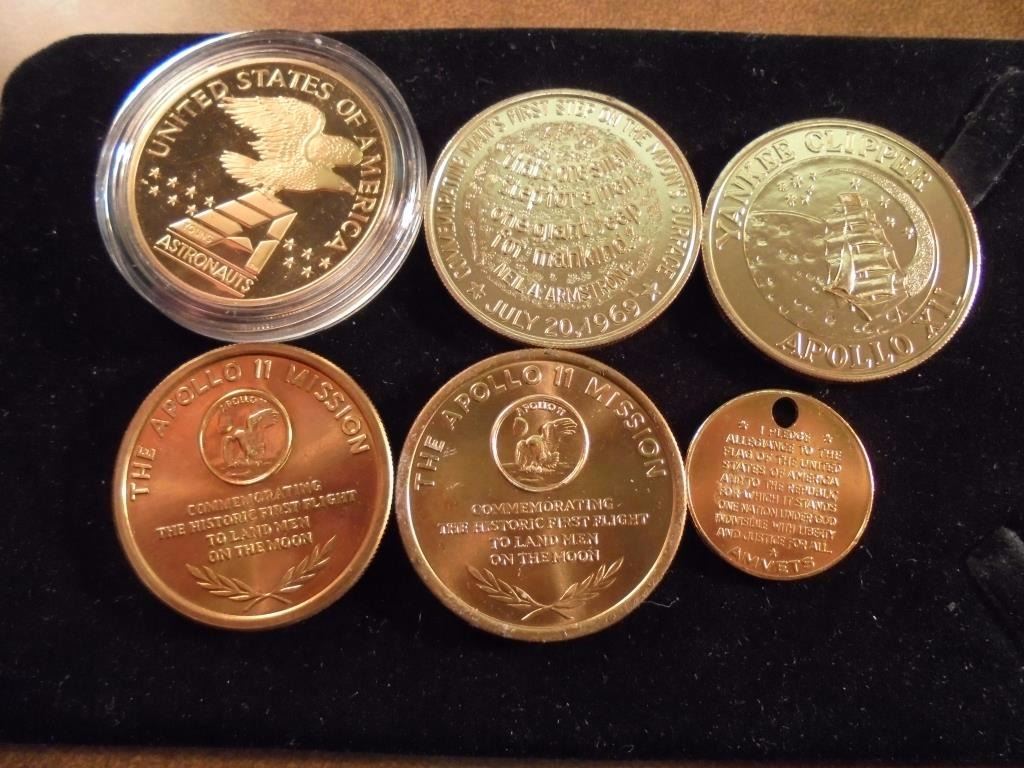 UNITED STATES OF AMERICA
YOUNG
ASTRONAUTS
COMMEMORATING MAN'S FIRST STEP ON THE MOON'S SURFACE
"That's one small
step for a man,
one giant leap
for mankind."
NEIL A. ARMSTRONG
JULY 20, 1969
YANKEE CLIPPER
APOLLO XII
THE APOLLO 11 MISSION
APOLLO 11
COMMEMORATING
THE HISTORIC FIRST FLIGHT
TO LAND MEN
ON THE MOON
THE APOLLO 11 MISSION
APOLLO 11
COMMEMORATING
THE HISTORIC FIRST FLIGHT
TO LAND MEN
ON THE MOON
I PLEDGE
ALLEGIANCE TO THE
FLAG OF THE UNITED
STATES OF AMERICA
AND TO THE REPUBLIC
FOR WHICH IT STANDS
ONE NATION UNDER GOD
INDIVISIBLE WITH LIBERTY
AND JUSTICE FOR ALL.
AMVETS